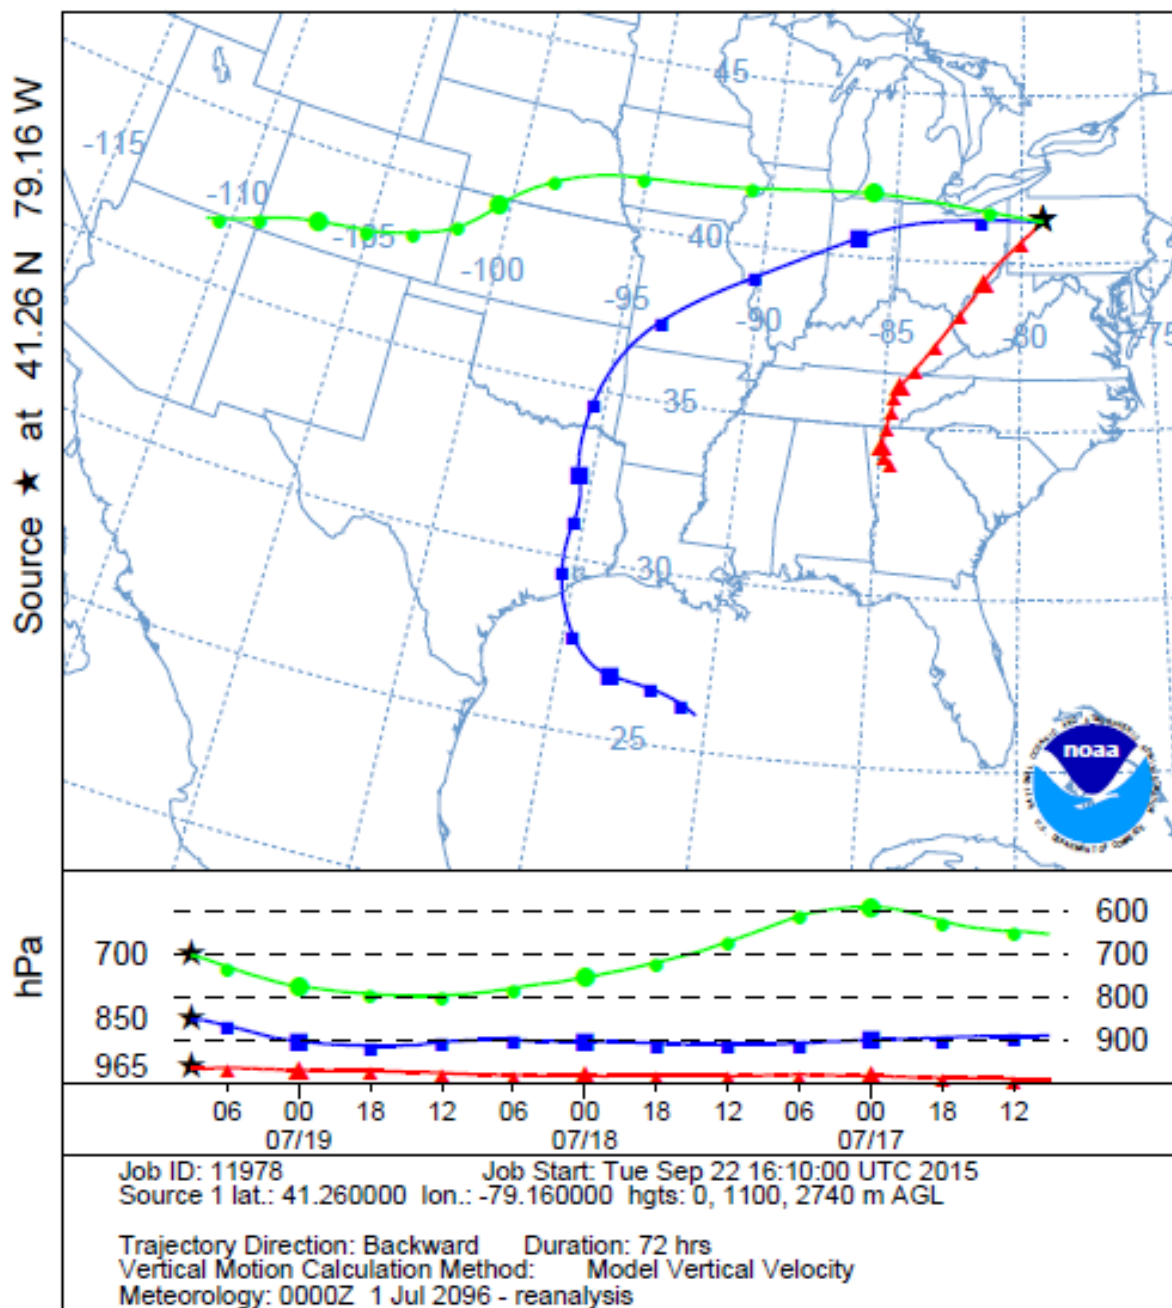 Source ★ at 41.26 N 79.16 W
45
-115
-110
-105
40
-100
-95
-90
-85
-80
-75
35
30
25
noaa
hPa
600
700 700
800
850
900
965
06 00 18 12 06 00 18 12 06 00 18 12
07/19 07/18 07/17
Job ID: 11978 Job Start: Tue Sep 22 16:10:00 UTC 2015
Source 1 lat.: 41.260000 lon.: -79.160000 hgts: 0, 1100, 2740 m AGL
Trajectory Direction: Backward Duration: 72 hrs
Vertical Motion Calculation Method: Model Vertical Velocity
Meteorology: 0000Z 1 Jul 2096 - reanalysis